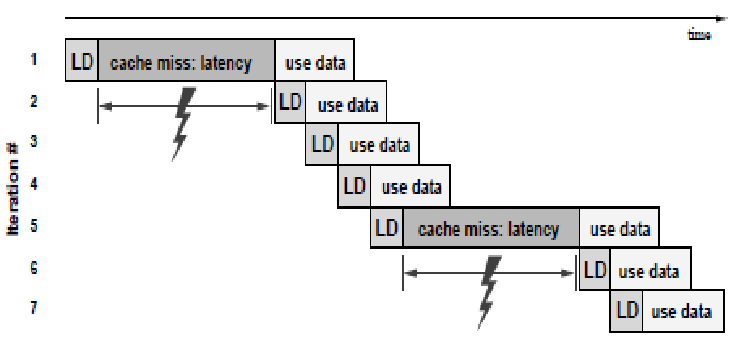 time
1 LD cache miss: latency use data
2 LD use data
3 LD use data
4 LD use data
5 LD cache miss: latency use data
6 LD use data
7 LD use data
Iteration #